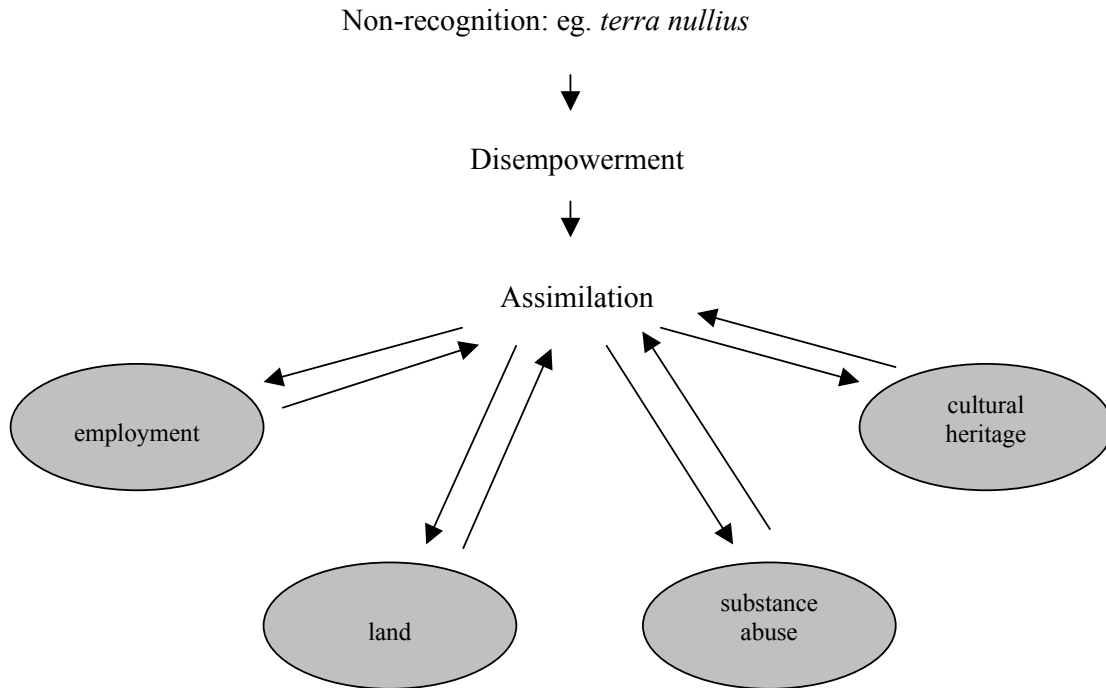 Non-recognition: eg. terra nullius
Disempowerment
Assimilation
employment
cultural
heritage
land
substance
abuse